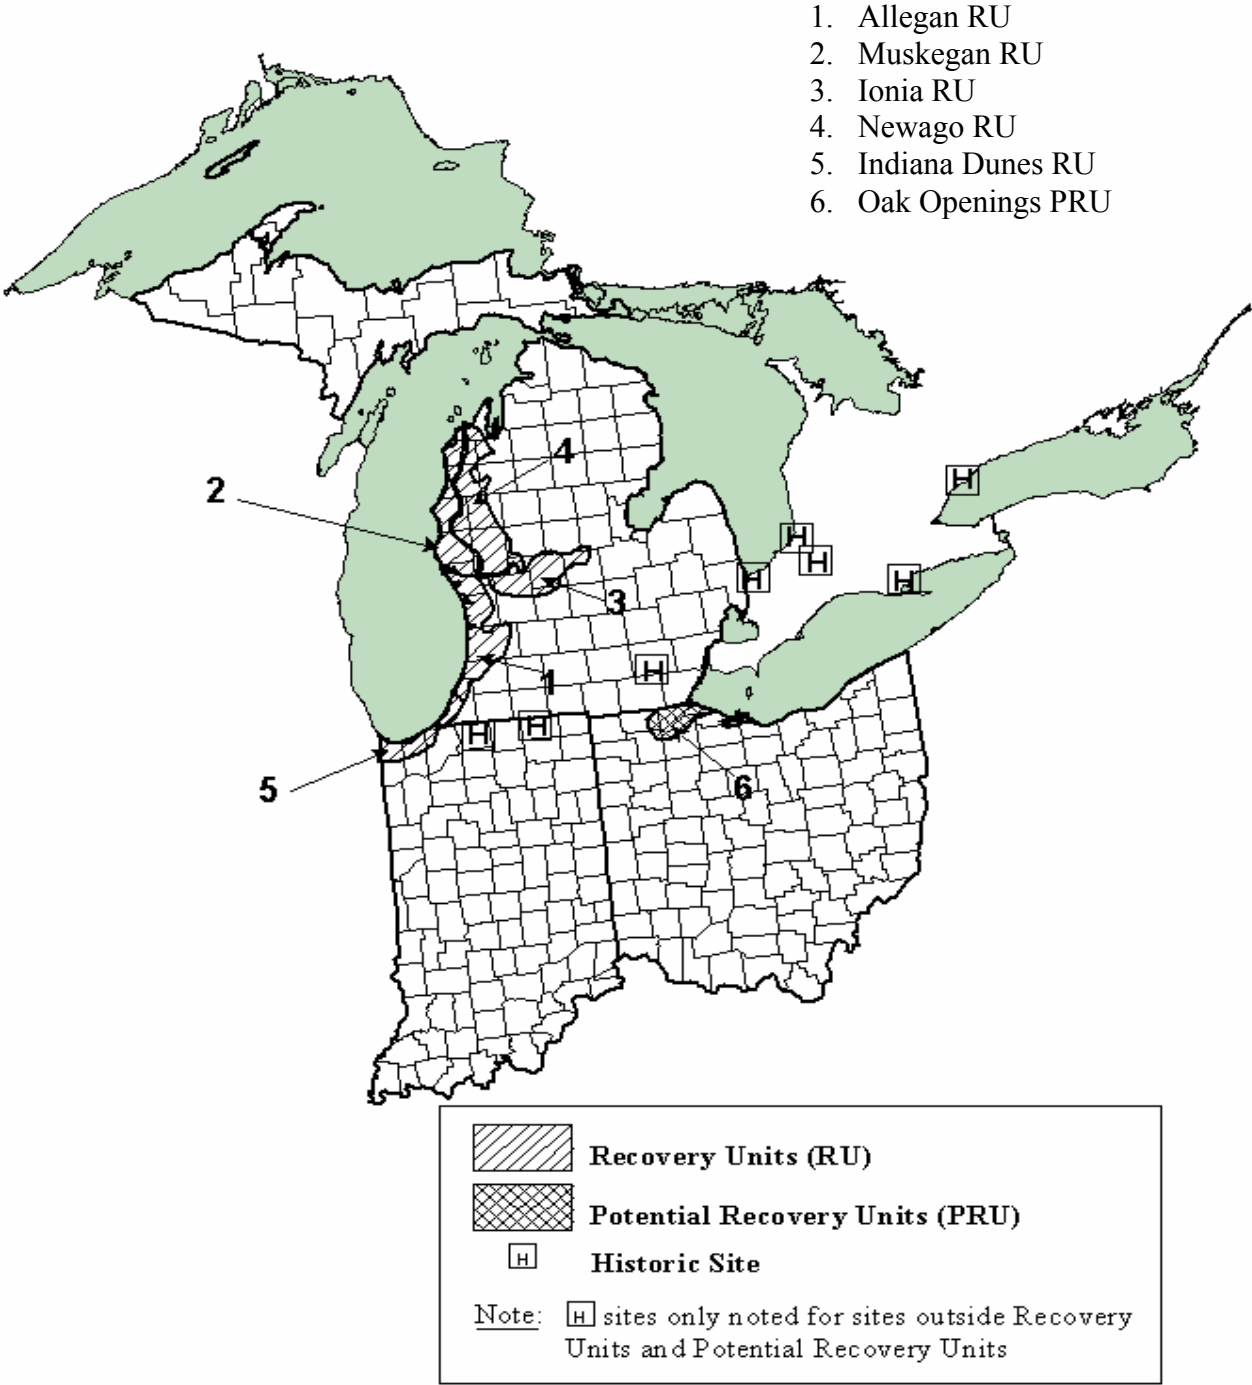 1. Allegan RU
2. Muskegan RU
3. Ionia RU
4. Newago RU
5. Indiana Dunes RU
6. Oak Openings PRU
4
2
H
H
H
H
H
3
H
1
H
H
5
6
Recovery Units (RU)
Potential Recovery Units (PRU)
H Historic Site
Note: H sites only noted for sites outside Recovery
Units and Potential Recovery Units